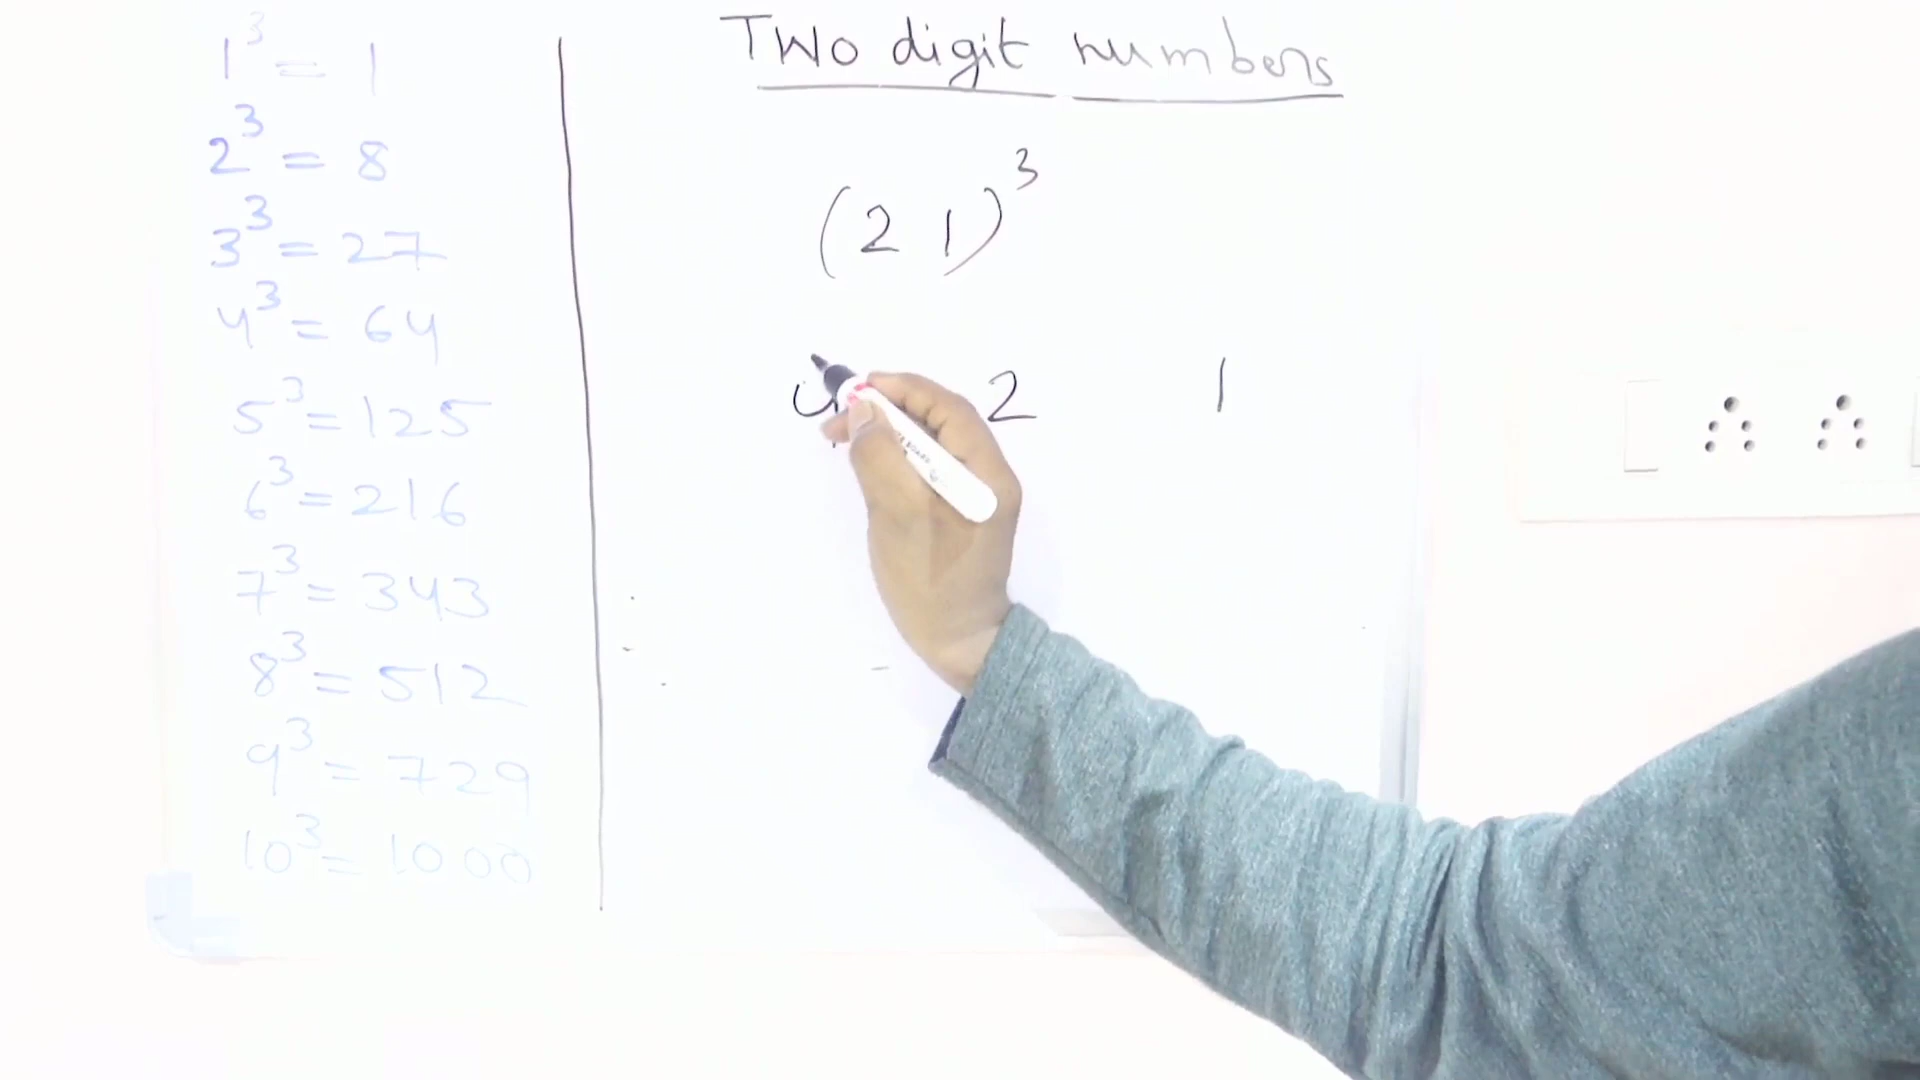 1³ = 1
2³ = 8
3³ = 27
4³ = 64
5³ = 125
6³ = 216
7³ = 343
8³ = 512
9³ = 729
10³ = 1000
Two digit numbers
(2 1)³
4 2 1